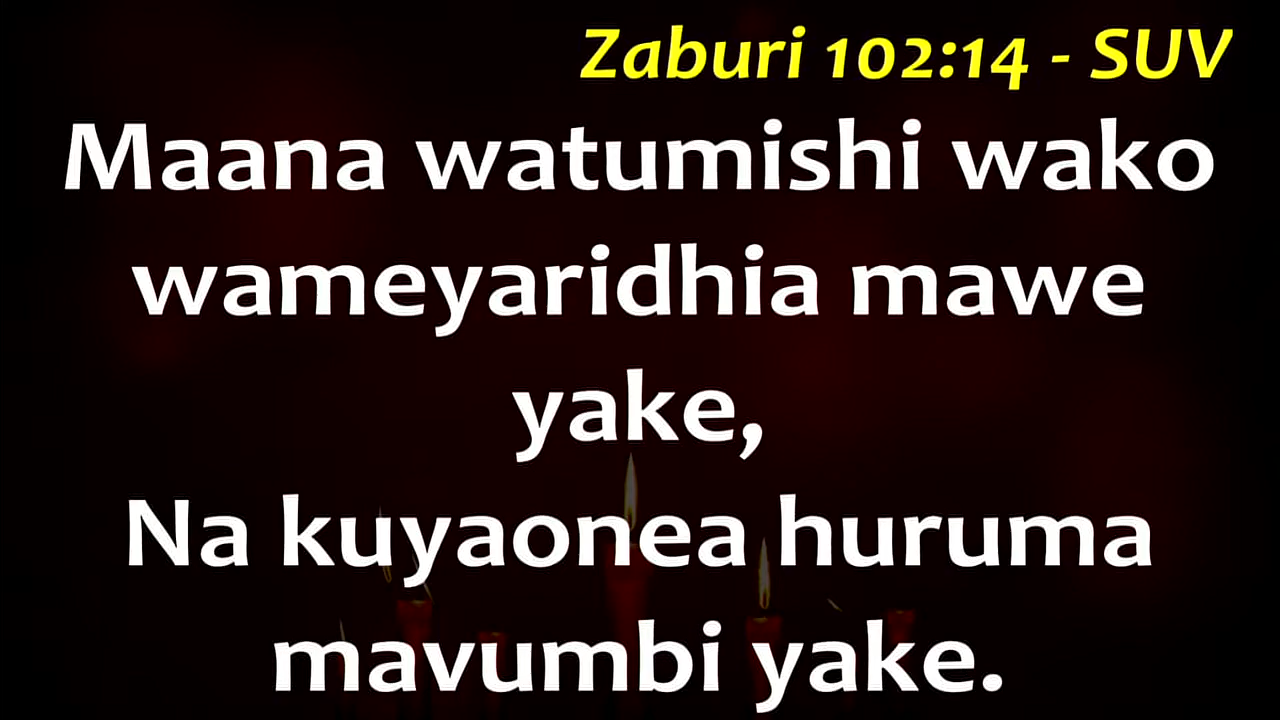 Zaburi 102:14 - SUV
Maana watumishi wako
wameyaridhia mawe
yake,
Na kuyaonea huruma
mavumbi yake.